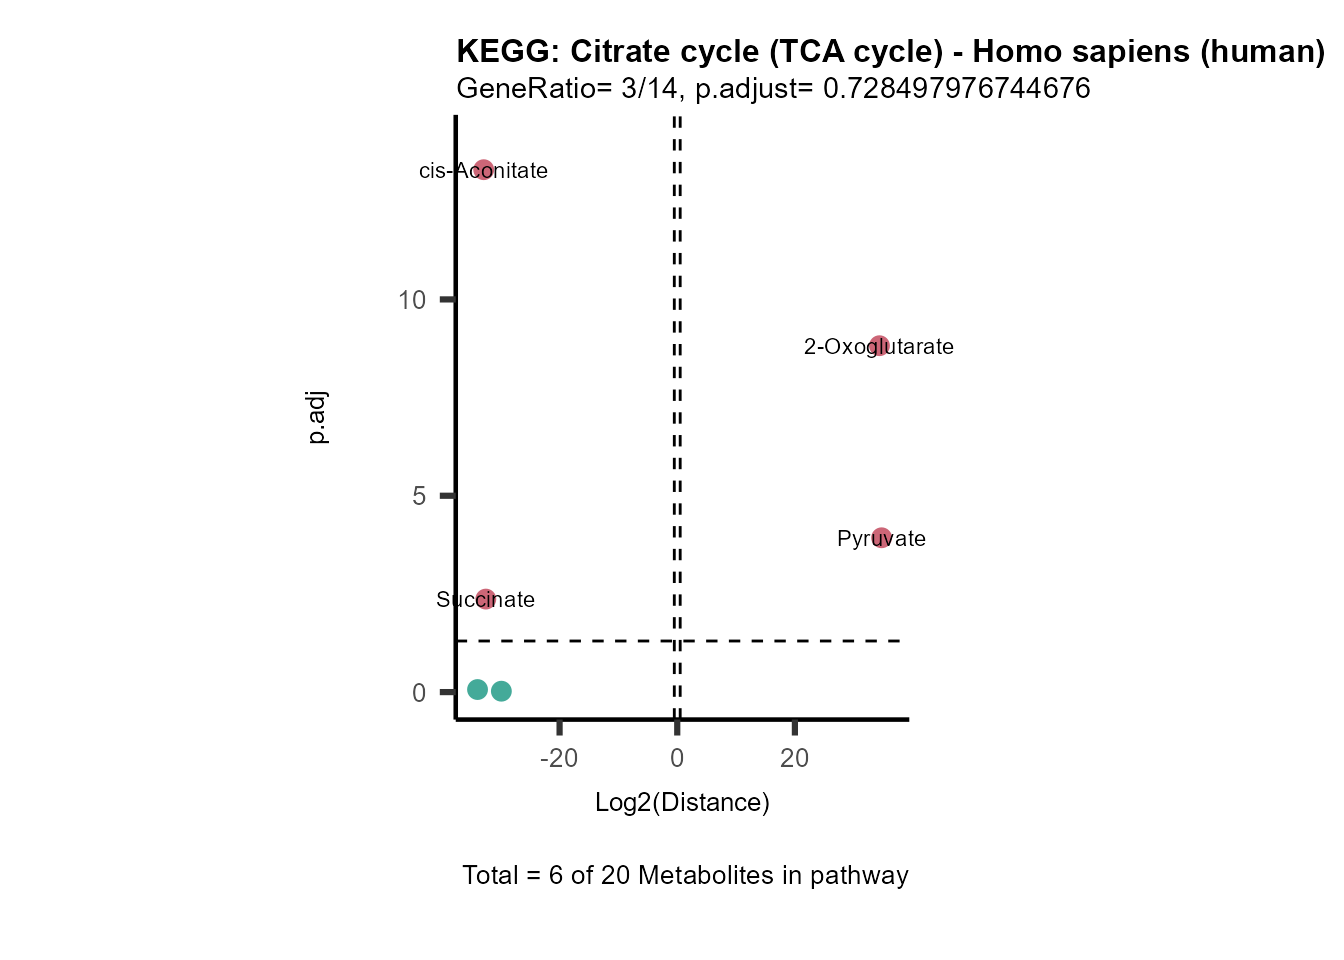 KEGG: Citrate cycle (TCA cycle) - Homo sapiens (human)
GeneRatio= 3/14, p.adjust= 0.728497976744676
cis-Aconitate
10
2-Oxoglutarate
p.adj
5
Pyruvate
Succinate
0
-20 0 20
Log2(Distance)
Total = 6 of 20 Metabolites in pathway